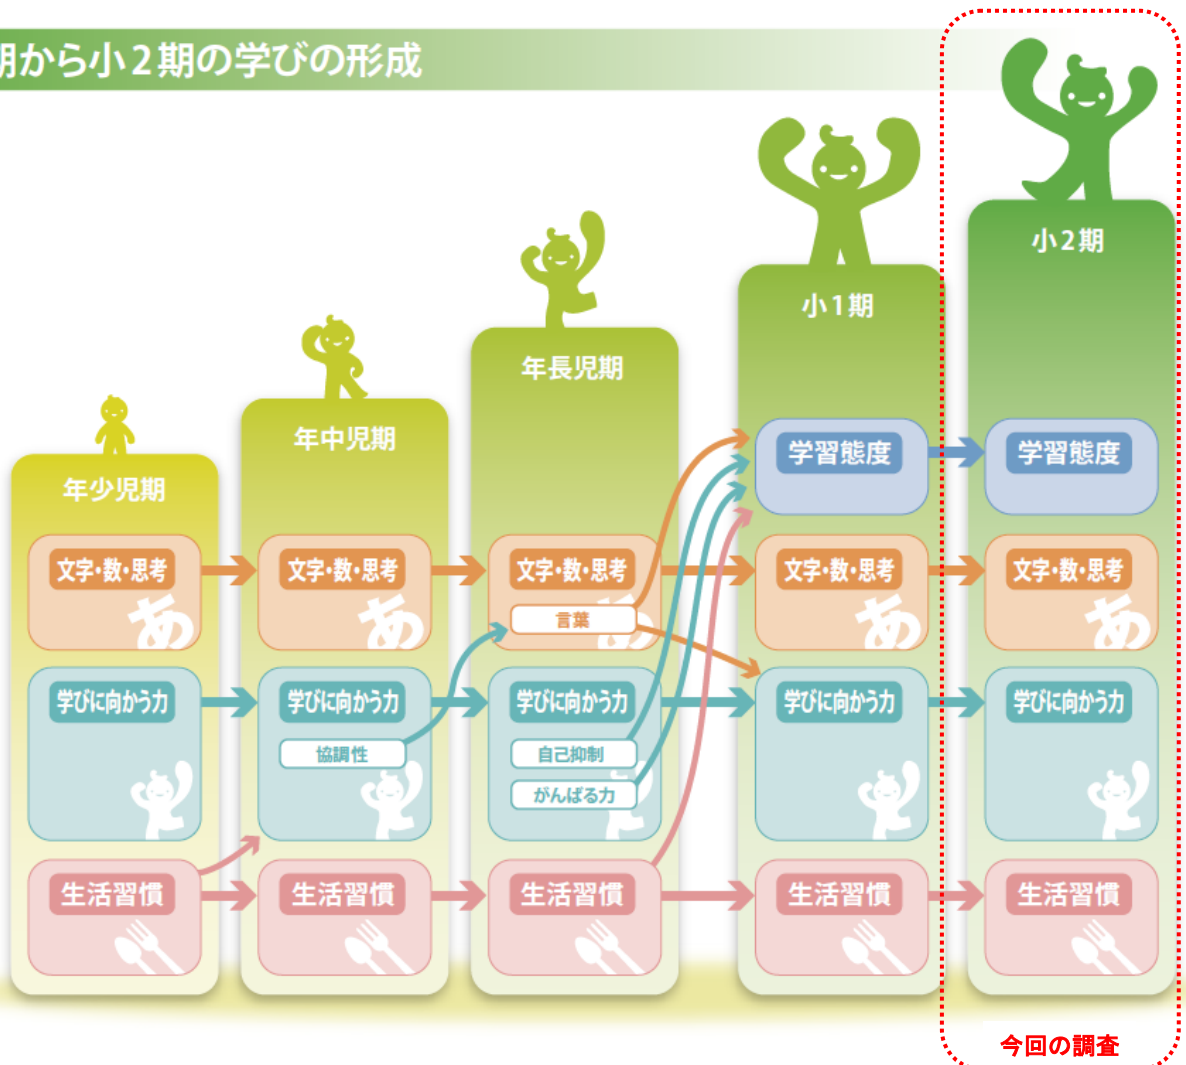 期から小2期の学びの形成
年少児期
文字・数・思考
あ
学びに向かう力
生活習慣
年中児期
文字・数・思考
あ
学びに向かう力
協調性
生活習慣
年長児期
文字・数・思考
言葉
あ
学びに向かう力
自己抑制
がんばる力
生活習慣
小1期
学習態度
文字・数・思考
あ
学びに向かう力
生活習慣
小2期
学習態度
文字・数・思考
あ
学びに向かう力
生活習慣
今回の調査